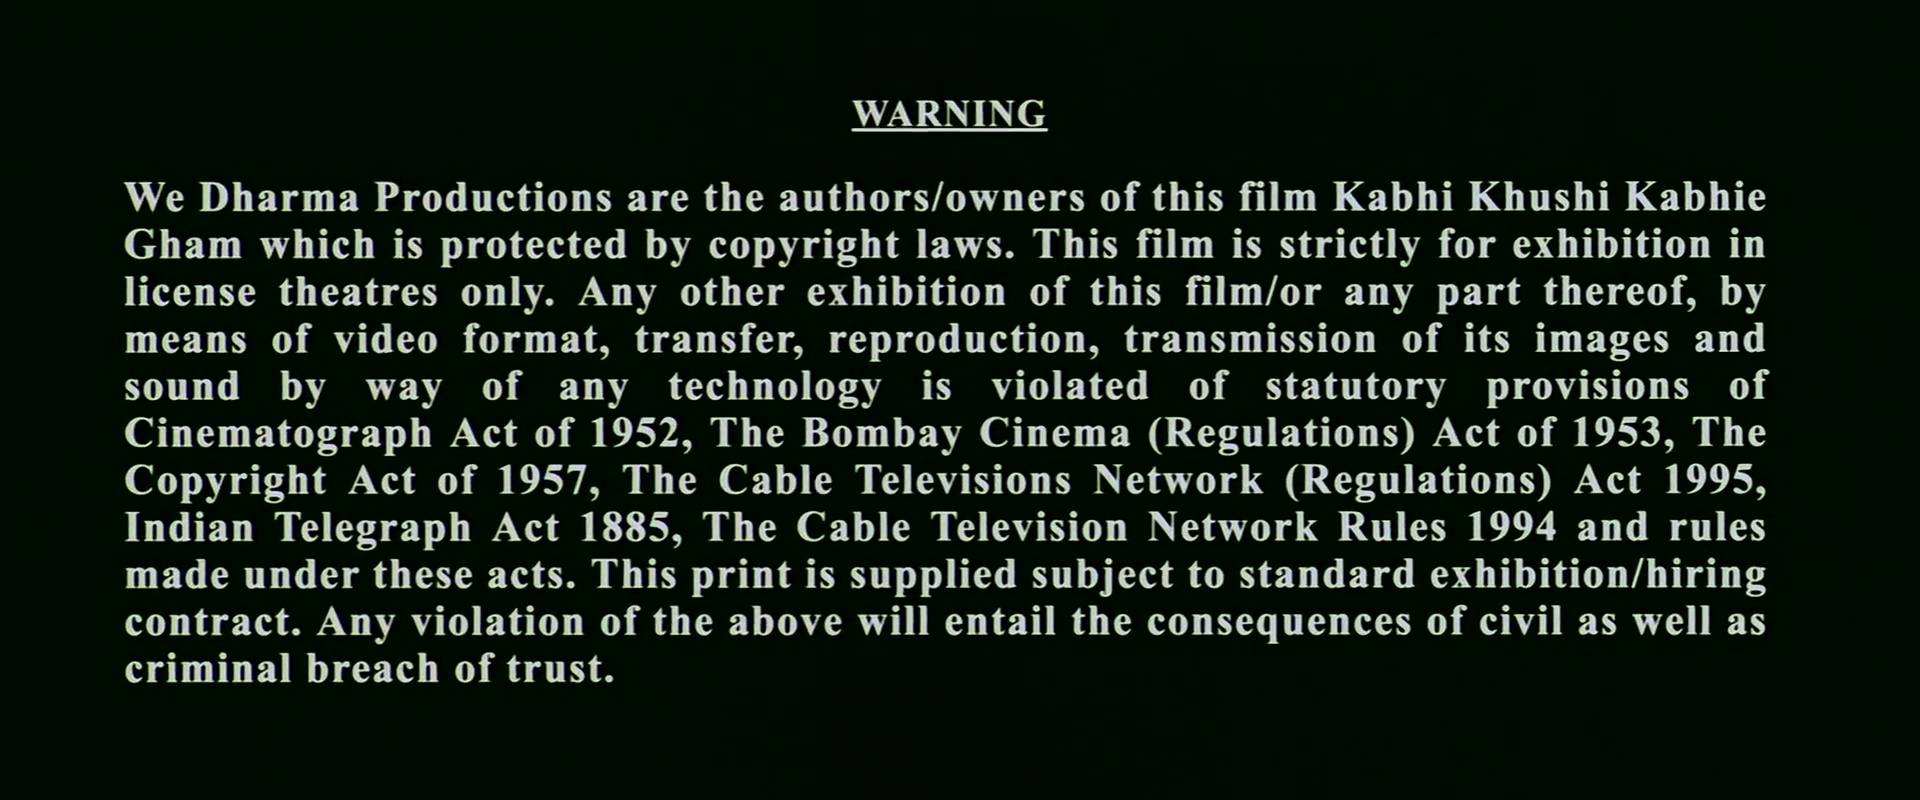 WARNING
We Dharma Productions are the authors/owners of this film Kabhi Khushi Kabhie
Gham which is protected by copyright laws. This film is strictly for exhibition in
license theatres only. Any other exhibition of this film/or any part thereof, by
means of video format, transfer, reproduction, transmission of its images and
sound by way of any technology is violated of statutory provisions of
Cinematograph Act of 1952, The Bombay Cinema (Regulations) Act of 1953, The
Copyright Act of 1957, The Cable Televisions Network (Regulations) Act 1995,
Indian Telegraph Act 1885, The Cable Television Network Rules 1994 and rules
made under these acts. This print is supplied subject to standard exhibition/hiring
contract. Any violation of the above will entail the consequences of civil as well as
criminal breach of trust.